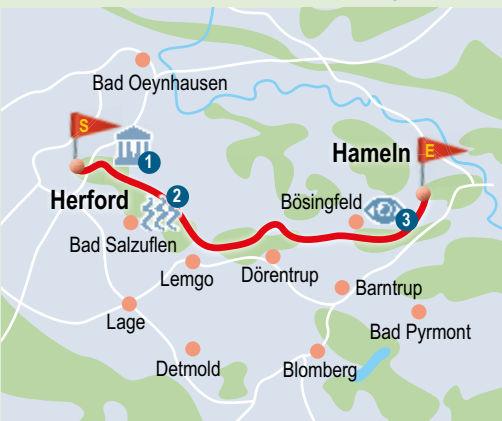 Bad Oeynhausen
S
1
Hameln
E
Herford
2
Bösingfeld
3
Bad Salzuflen
Lemgo
Dörentrup
Barntrup
Lage
Bad Pyrmont
Detmold
Blomberg